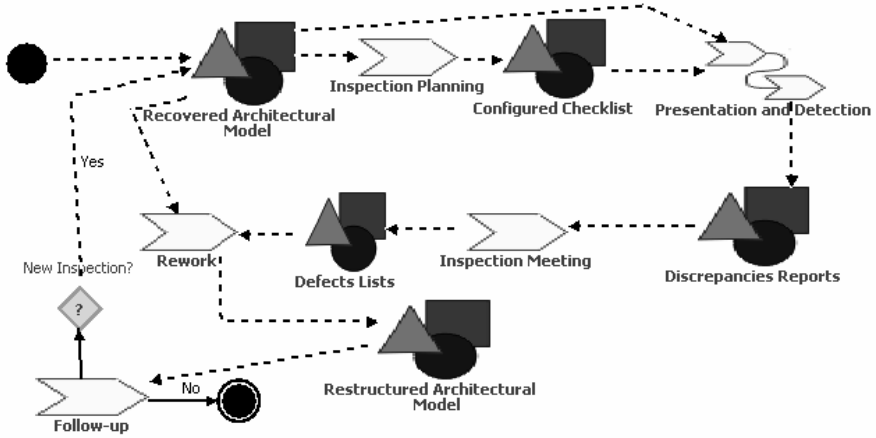 Inspection Planning
Configured Checklist
Presentation and Detection
Recovered Architectural
Model
Yes
Rework
Defects Lists
Inspection Meeting
Discrepancies Reports
New Inspection?
?
Restructured Architectural
Model
No
Follow-up